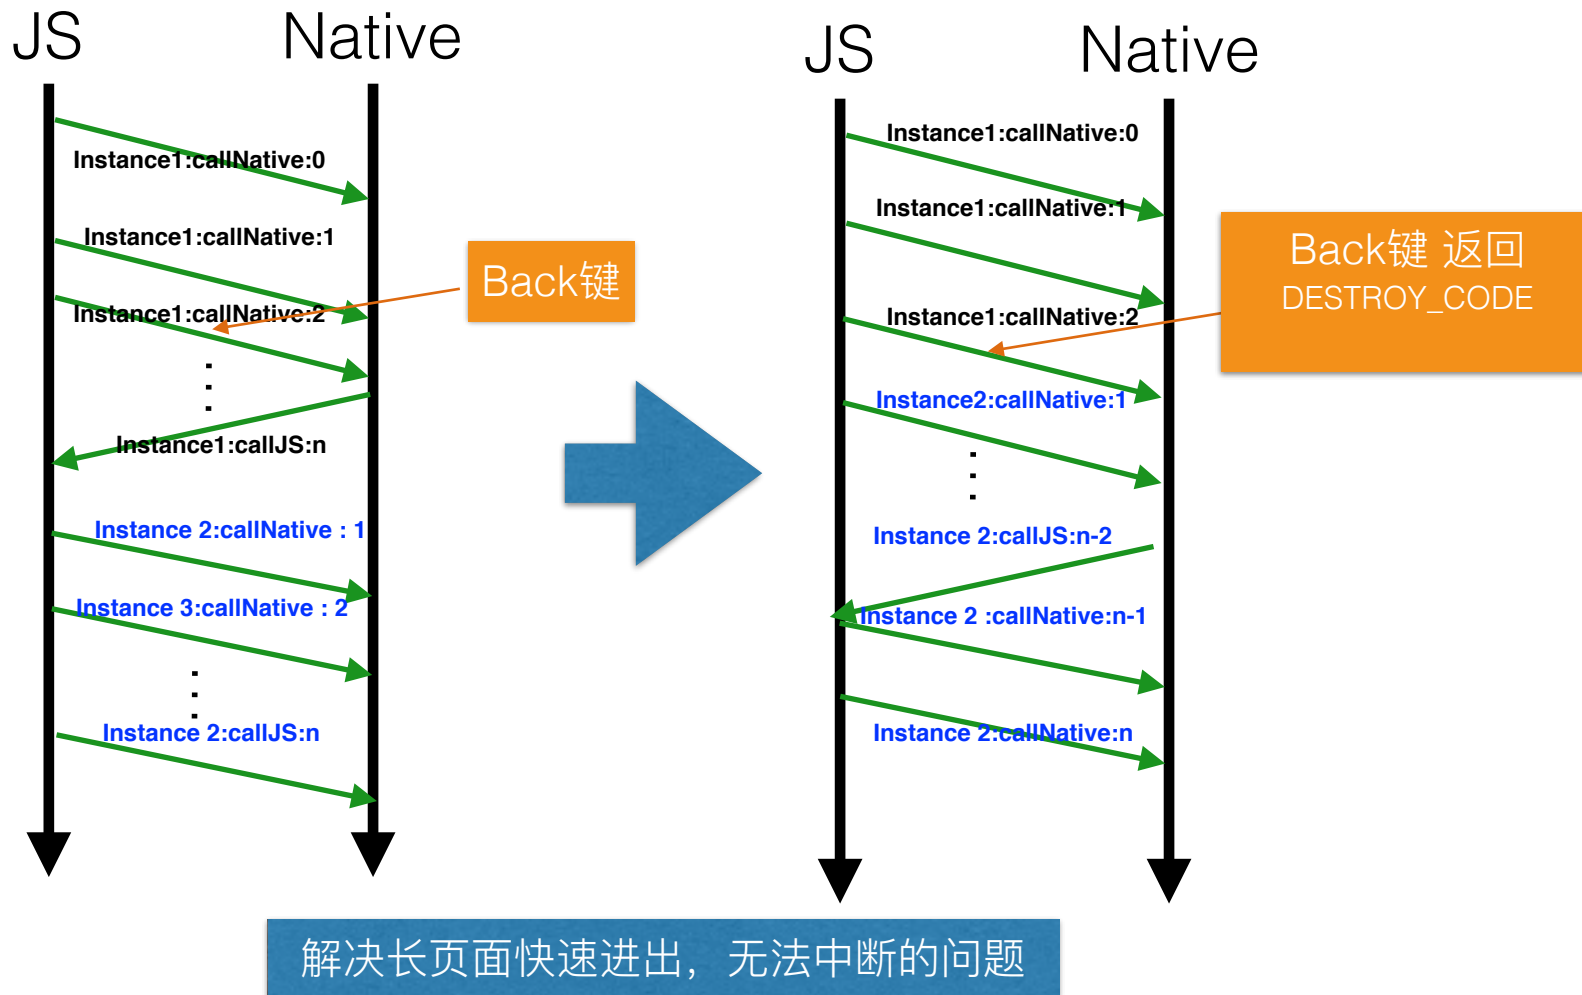 JS
Native
Instance1:callNative:0
Instance1:callNative:1
Instance1:callNative:2
Back键
Instance1:callJS:n
Instance 2:callNative : 1
Instance 3:callNative : 2
Instance 2:callJS:n
JS
Native
Instance1:callNative:0
Instance1:callNative:1
Instance1:callNative:2
Back键 返回
DESTROY_CODE
Instance2:callNative:1
Instance 2:callJS:n-2
Instance 2 :callNative:n-1
Instance 2:callNative:n
解决长页面快速进出，无法中断的问题